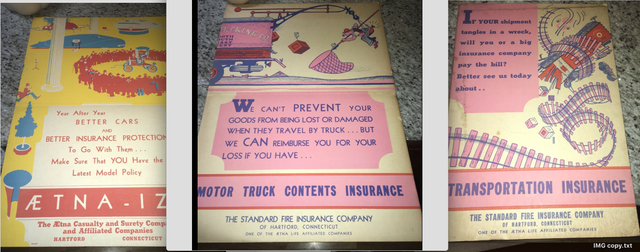 Year After Year
BETTER CARS
AND
BETTER INSURANCE PROTECTION
To Go With Them...
Make Sure That YOU Have the
Latest Model Policy
ÆTNA-IZ
The Ætna Casualty and Surety Comp
and Affiliated Companies
HARTFORD CONNECTICUT
WE CAN'T PREVENT YOUR
GOODS FROM BEING LOST OR DAMAGED
WHEN THEY TRAVEL BY TRUCK...BUT
WE CAN REIMBURSE YOU FOR YOUR
LOSS IF YOU HAVE...
MOTOR TRUCK CONTENTS INSURANCE
THE STANDARD FIRE INSURANCE COMPANY
OF HARTFORD, CONNECTICUT
ONE OF THE ÆTNA LIFE AFFILIATED COMPANIES
IF YOUR shipment
tangles in a wreck,
will you or a big
insurance company
pay the bill?
Better see us today
about..
TRANSPORTATION INSURANCE
THE STANDARD FIRE INSURANCE COMPANY
OF HARTFORD, CONNECTICUT
ONE OF THE ÆTNA LIFE AFFILIATED COMPANIES
IMG copy.txt